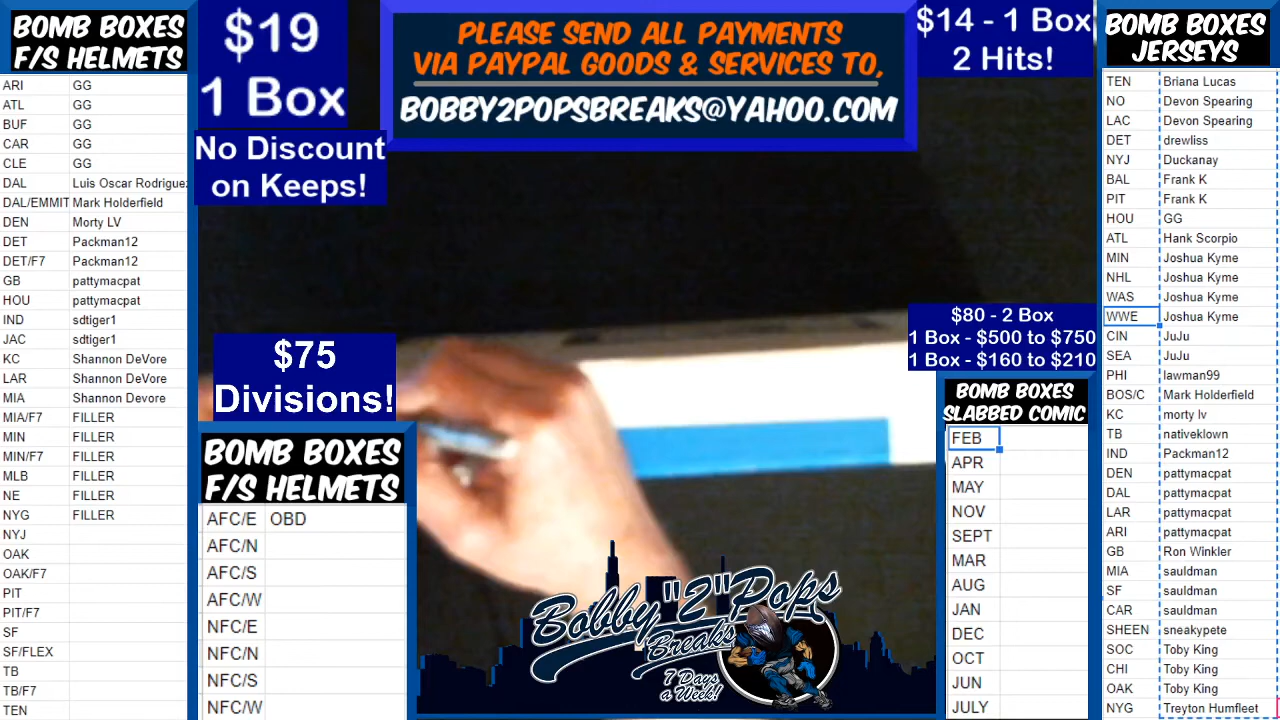 BOMB BOXES
F/S HELMETS
ARI GG
ATL GG
BUF GG
CAR GG
CLE GG
DAL Luis Oscar Rodriguez
DAL/EMMIT Mark Holderfield
DEN Morty LV
DET Packman12
DET/F7 Packman12
GB pattymacpat
HOU pattymacpat
IND sdtiger1
JAC sdtiger1
KC Shannon DeVore
LAR Shannon DeVore
MIA Shannon Devore
MIA/F7 FILLER
MIN FILLER
MIN/F7 FILLER
MLB FILLER
NE FILLER
NYG FILLER
NYJ
OAK
OAK/F7
PIT
PIT/F7
SF
SF/FLEX
TB
TB/F7
TEN
$19
1 Box
No Discount
on Keeps!
PLEASE SEND ALL PAYMENTS
VIA PAYPAL GOODS & SERVICES TO,
BOBBY2POPSBREAKS@YAHOO.COM
$14 - 1 Box
2 Hits!
$75
Divisions!
BOMB BOXES
F/S HELMETS
AFC/E OBD
AFC/N
AFC/S
AFC/W
NFC/E
NFC/N
NFC/S
NFC/W
Bobby "2" Pops
Breaks
7 Days
a Week!
$80 - 2 Box
1 Box - $500 to $750
1 Box - $160 to $210
BOMB BOXES
SLABBED COMIC
FEB
APR
MAY
NOV
SEPT
MAR
AUG
JAN
DEC
OCT
JUN
JULY
BOMB BOXES
JERSEYS
TEN Briana Lucas
NO Devon Spearing
LAC Devon Spearing
DET drewliss
NYJ Duckanay
BAL Frank K
PIT Frank K
HOU GG
ATL Hank Scorpio
MIN Joshua Kyme
NHL Joshua Kyme
WAS Joshua Kyme
WWE Joshua Kyme
CIN JuJu
SEA JuJu
PHI lawman99
BOS/C Mark Holderfield
KC morty lv
TB nativeklown
IND Packman12
DEN pattymacpat
DAL pattymacpat
LAR pattymacpat
ARI pattymacpat
GB Ron Winkler
MIA sauldman
SF sauldman
CAR sauldman
SHEEN sneakypete
SOC Toby King
CHI Toby King
OAK Toby King
NYG Treyton Humfleet